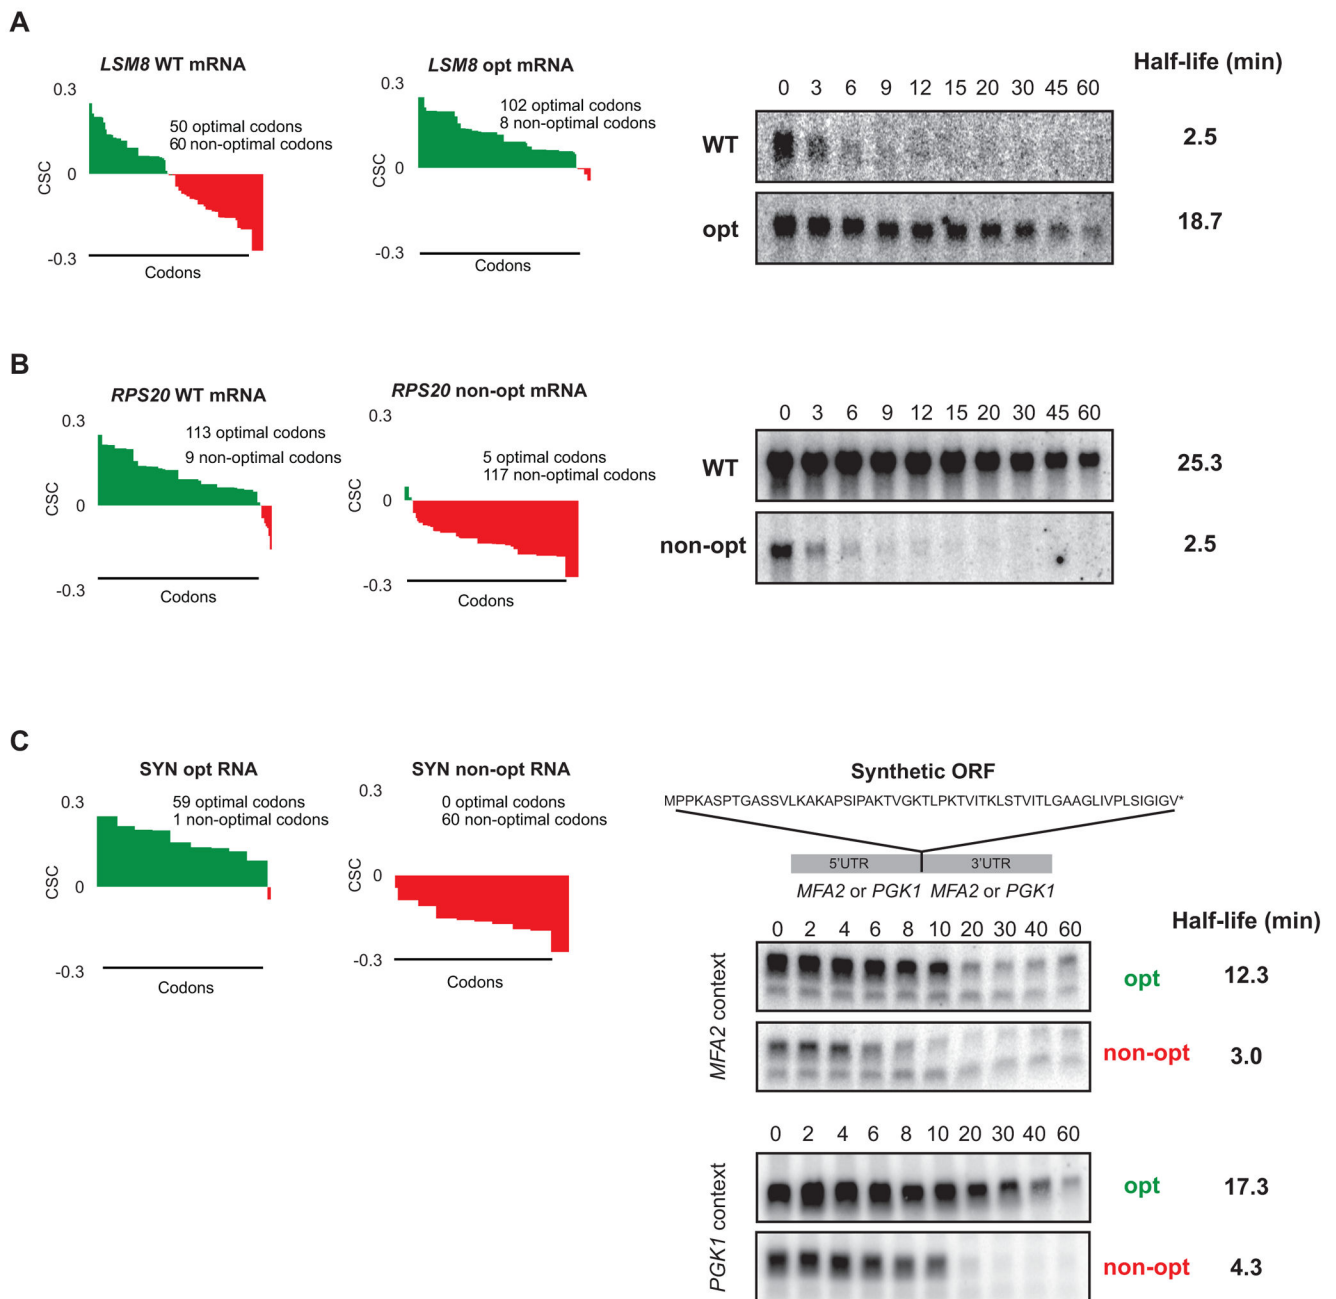 A
LSM8 WT mRNA
0.3
50 optimal codons
60 non-optimal codons
CSC
0
-0.3
Codons
LSM8 opt mRNA
0.3
102 optimal codons
8 non-optimal codons
CSC
0
-0.3
Codons
Half-life (min)
0 3 6 9 12 15 20 30 45 60
WT
2.5
opt
18.7
B
RPS20 WT mRNA
0.3
113 optimal codons
9 non-optimal codons
CSC
0
-0.3
Codons
RPS20 non-opt mRNA
0.3
5 optimal codons
117 non-optimal codons
CSC
0
-0.3
Codons
0 3 6 9 12 15 20 30 45 60
WT
25.3
non-opt
2.5
C
SYN opt RNA
0.3
59 optimal codons
1 non-optimal codons
CSC
0
-0.3
Codons
SYN non-opt RNA
0.3
0 optimal codons
60 non-optimal codons
CSC
0
-0.3
Codons
Synthetic ORF
MPPKASPTGASSVLKAKAPSIPAKTVGKTLPKTVITKLSTVITLGAAGLIVPLSIGIGV*
5'UTR 3'UTR
MFA2 or PGK1 MFA2 or PGK1
Half-life (min)
0 2 4 6 8 10 20 30 40 60
MFA2 context
opt
12.3
non-opt
3.0
0 2 4 6 8 10 20 30 40 60
PGK1 context
opt
17.3
non-opt
4.3